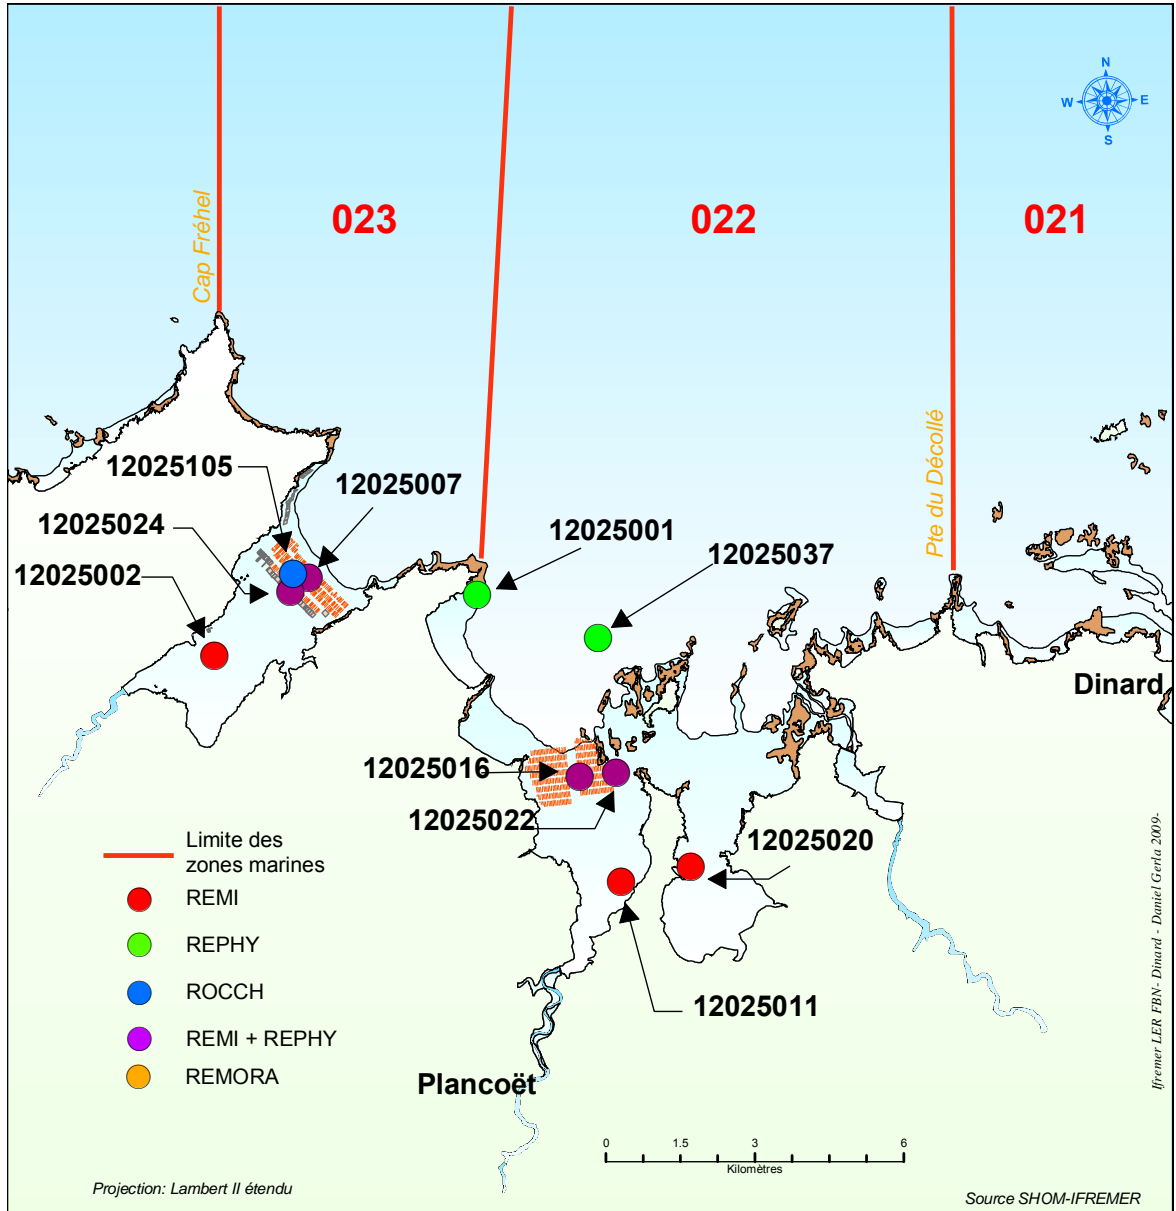 N
W
E
S
023
022
021
Cap Fréhel
Pte du Décollé
12025105
12025007
12025024
12025001
12025037
12025002
Dinard
12025016
12025022
12025020
12025011
Plancoët
Limite des
zones marines
REMI
REPHY
ROCCH
REMI + REPHY
REMORA
0 1.5 3 6
Kilomètres
Projection: Lambert II étendu
Source SHOM-IFREMER
Ifremer LER FBN- Dinard - Daniel Gerla 2009-